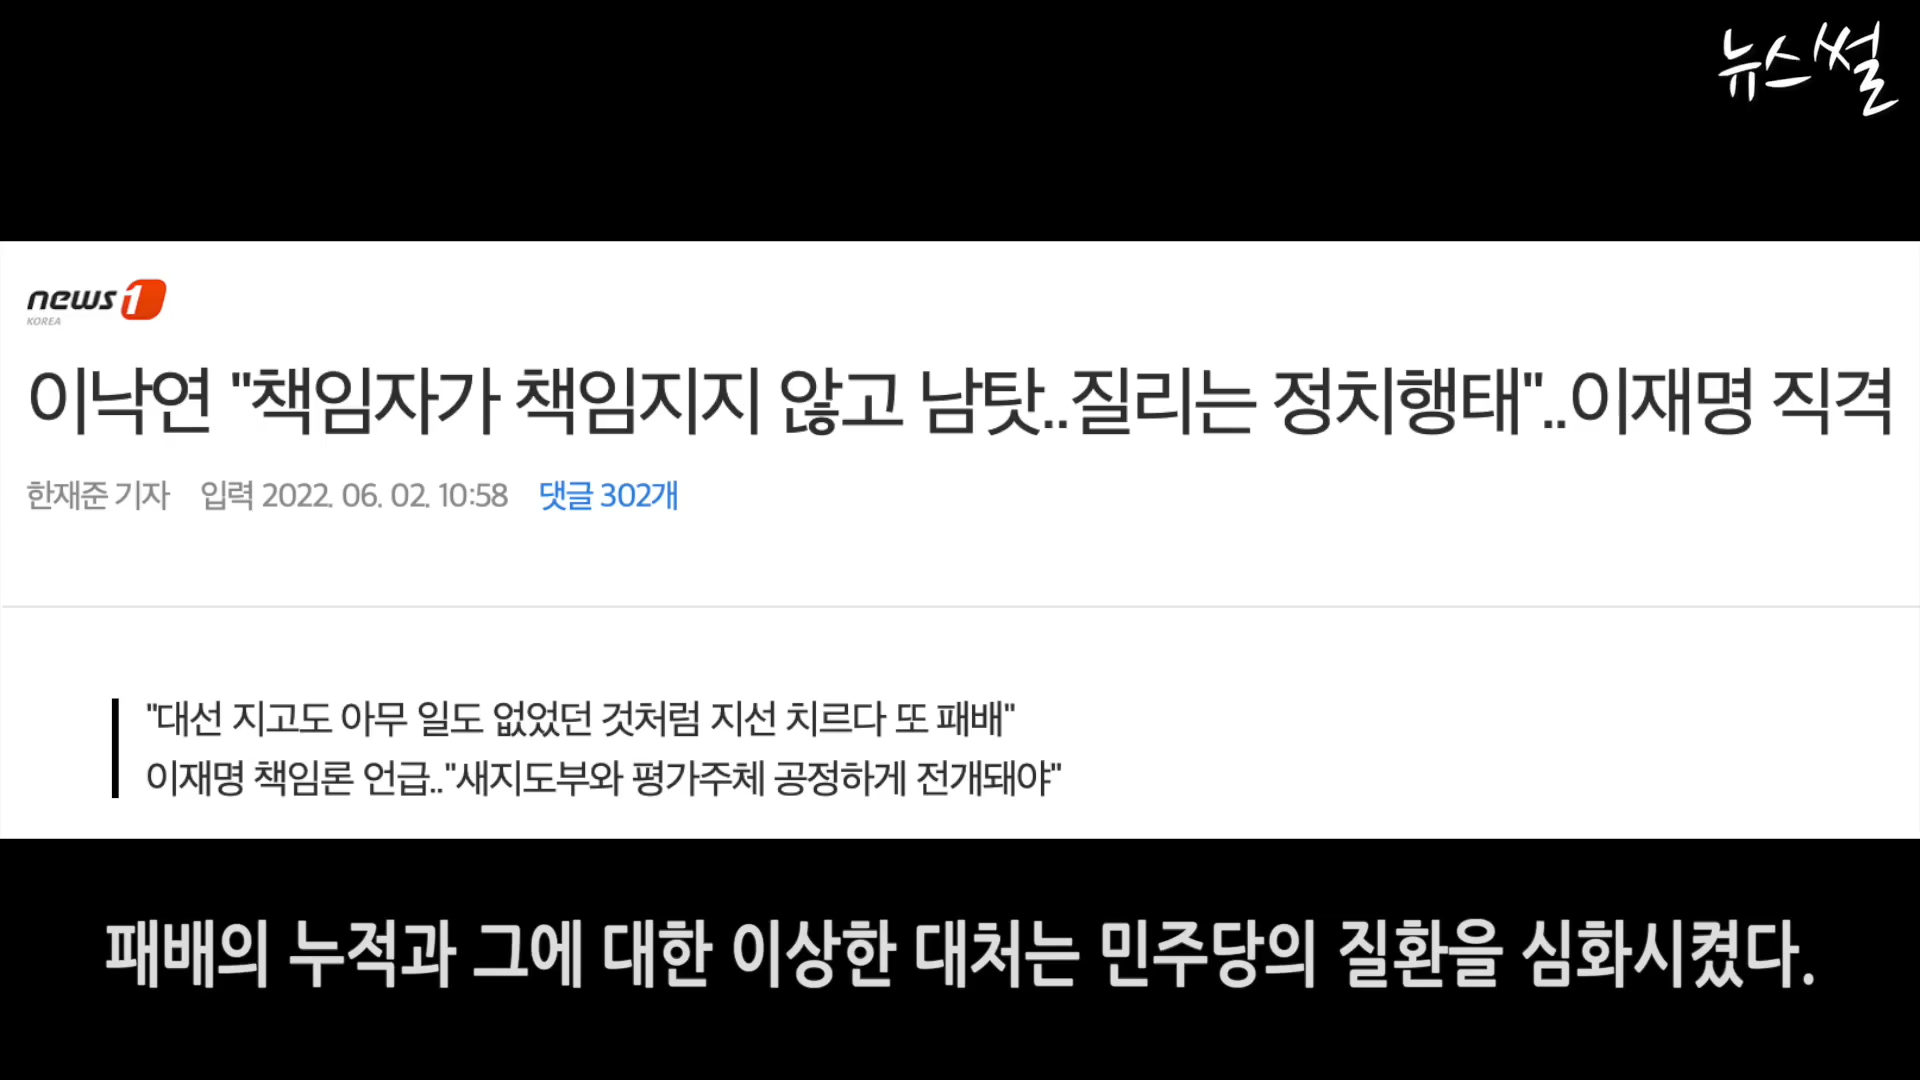 뉴스썰
news1
KOREA
이낙연 "책임자가 책임지지 않고 남탓..질리는 정치행태"..이재명 직격
한재준 기자 입력 2022. 06. 02. 10:58 댓글 302개
"대선 지고도 아무 일도 없었던 것처럼 지선 치르다 또 패배"
이재명 책임론 언급.."새지도부와 평가주체 공정하게 전개돼야"
패배의 누적과 그에 대한 이상한 대처는 민주당의 질환을 심화시켰다.